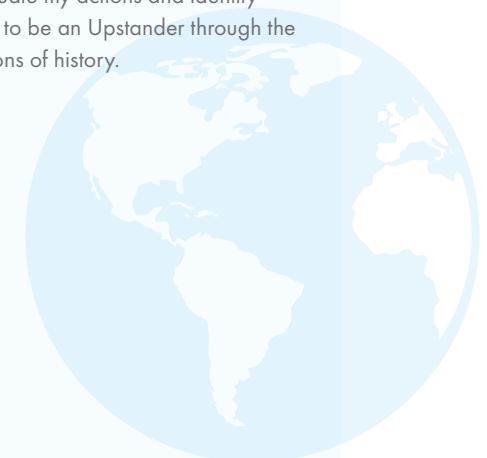 my actions and identify
to be an Upstander through the
ons of history.